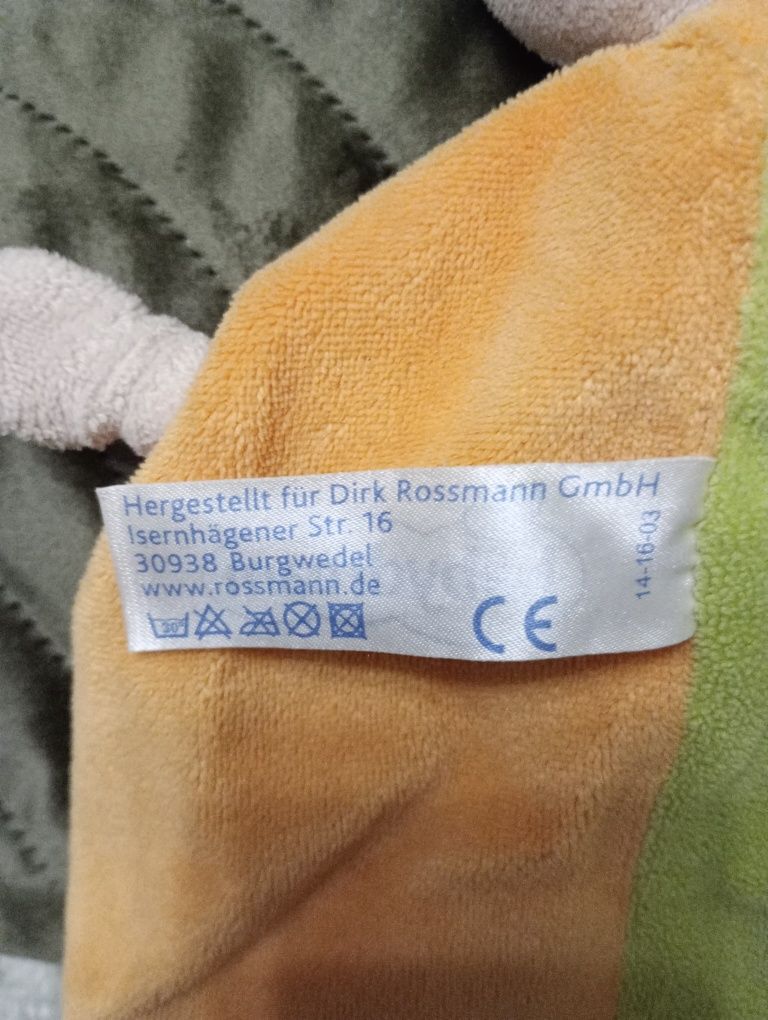 Hergestellt für Dirk Rossmann GmbH
Isernhägener Str. 16
30938 Burgwedel
www.rossmann.de
30°
CE
14-16-03